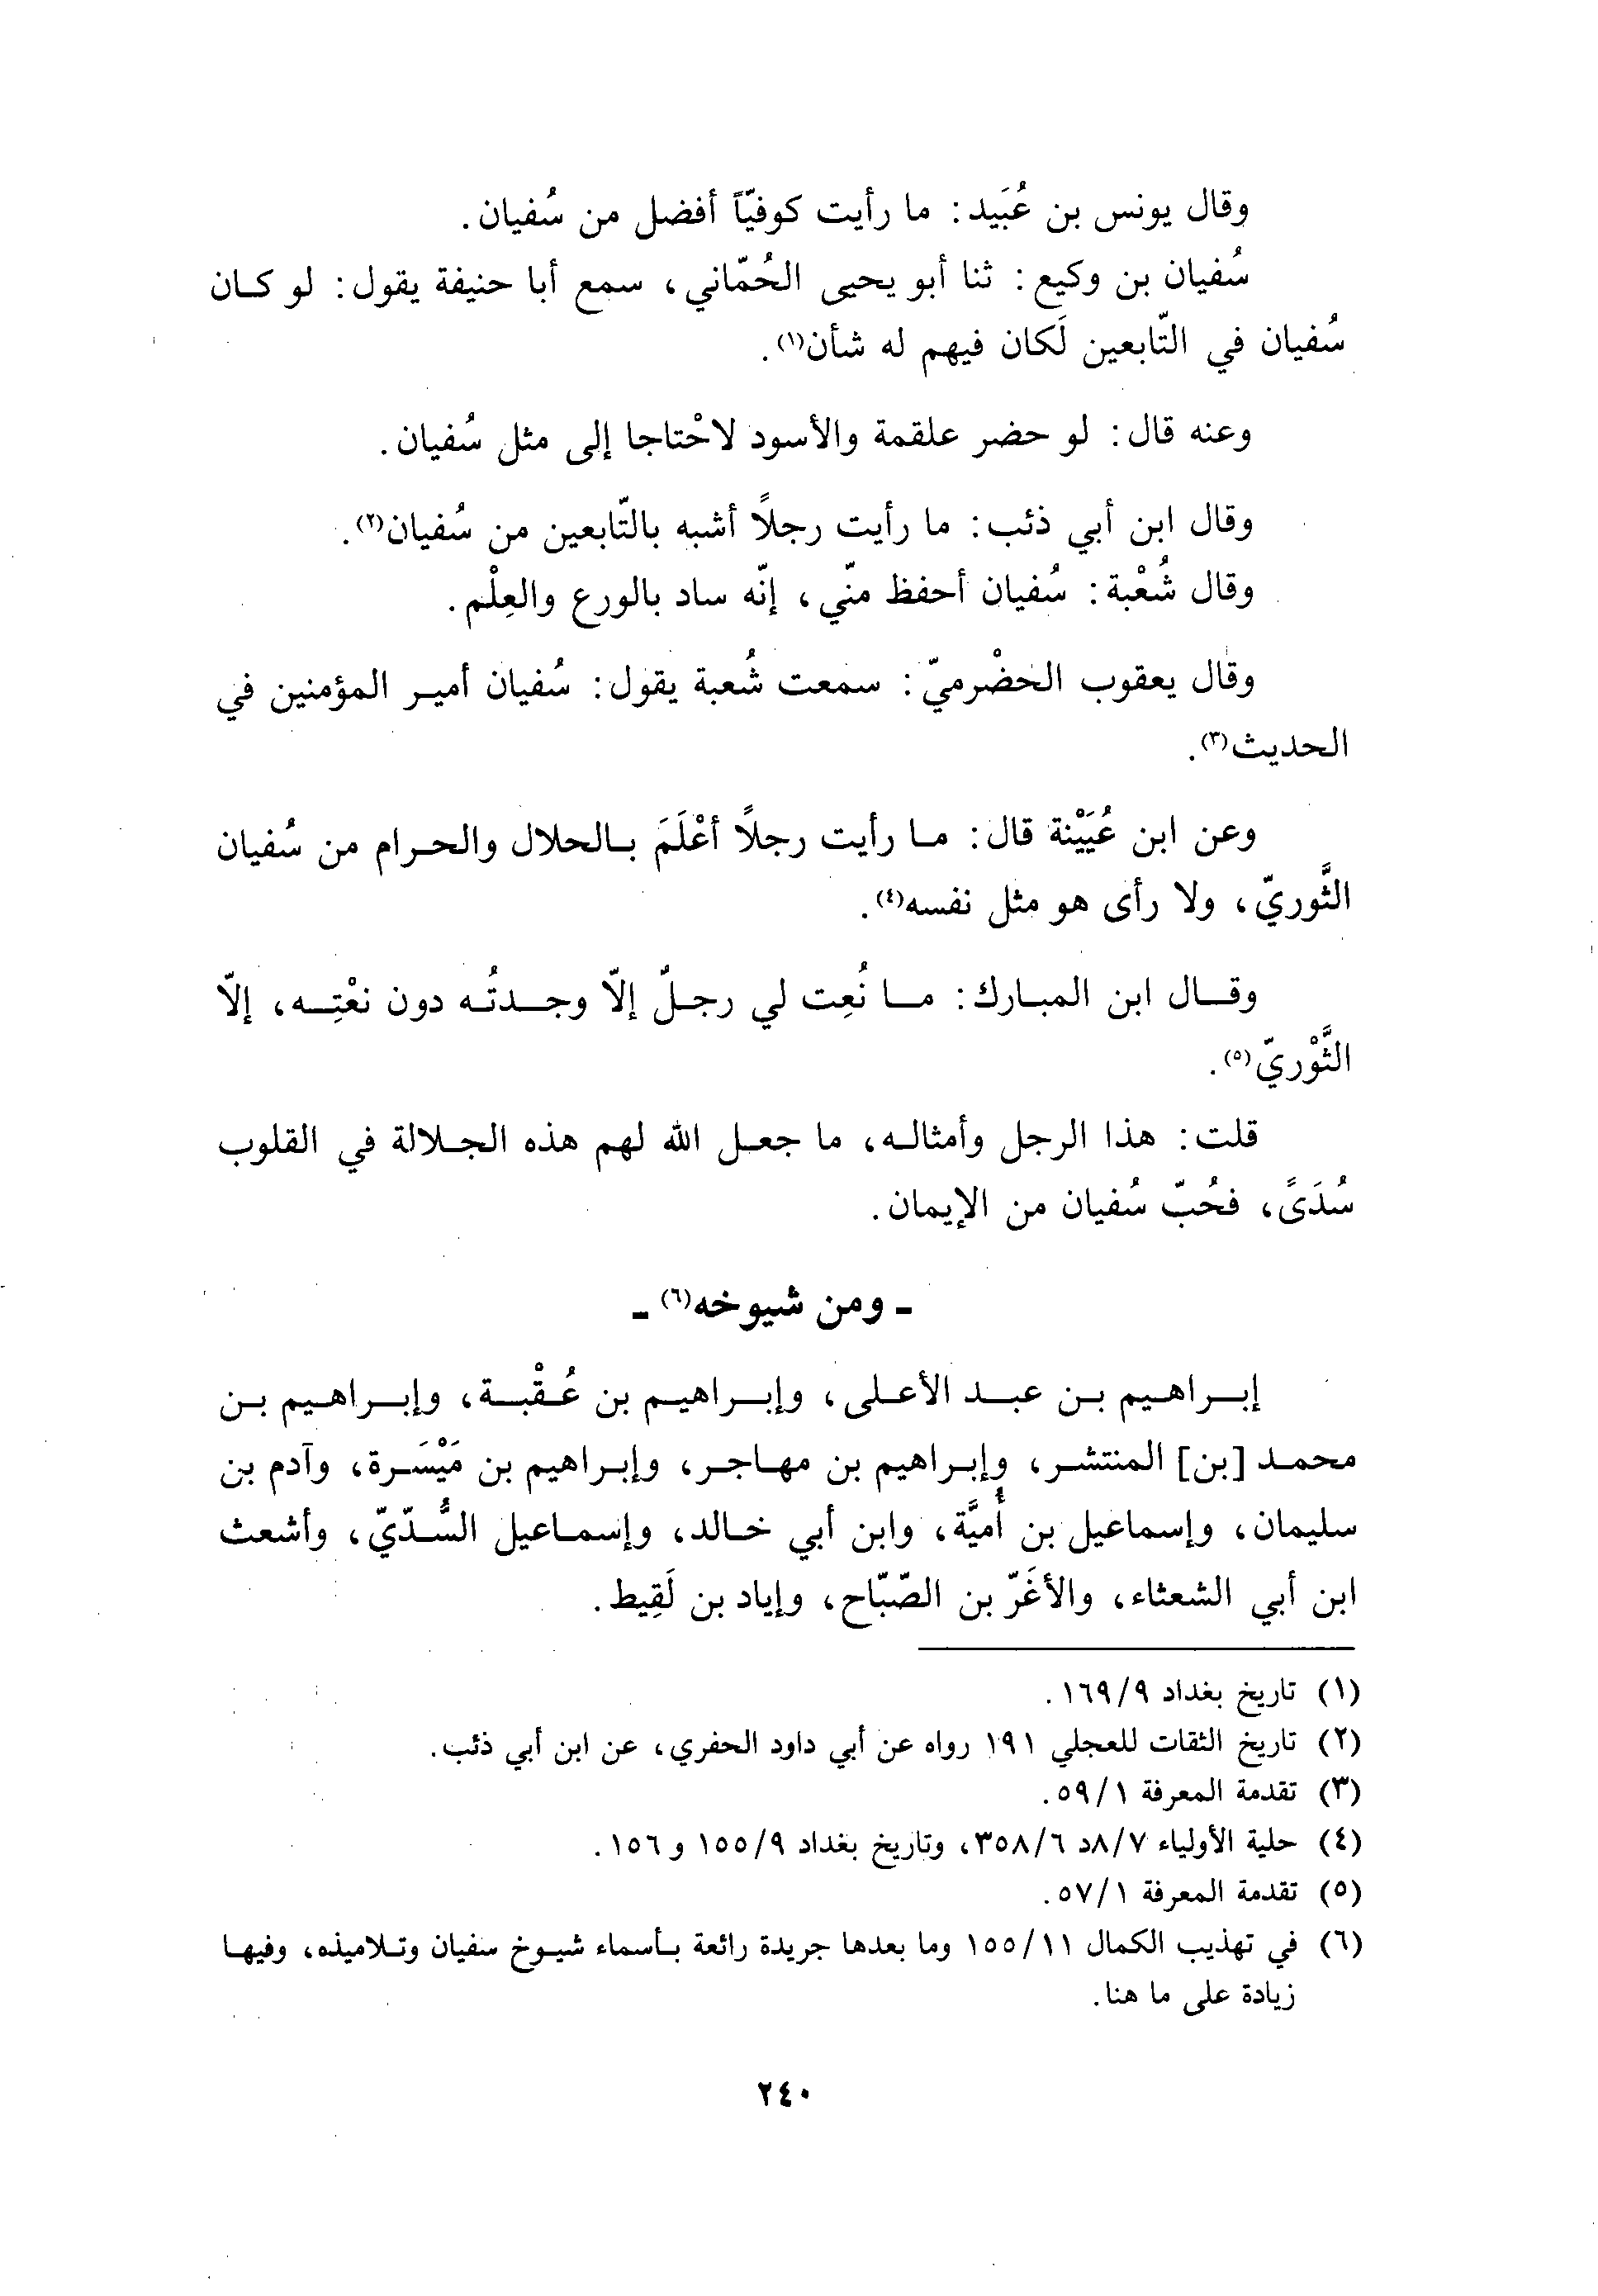 وقال يونس بن عُبَيد: ما رأيت كوفيّاً أفضل من سُفيان.
سُفيان بن وكيع: ثنا أبو يحيى الحُمّاني، سمع أبا حنيفة يقول: لو كان
سُفيان في التّابعين لَكان فيهم له شأن(١).
وعنه قال: لو حضر علقمة والأسود لاحْتاجا إلى مثل سُفيان.
وقال ابن أبي ذئب: ما رأيت رجلاً أشبه بالتّابعين من سُفيان(٢).
وقال شُعْبة: سُفيان أحفظ منّي، إنّه ساد بالورع والعِلْم.
وقال يعقوب الحَضْرميّ: سمعت شُعبة يقول: سُفيان أمير المؤمنين في
الحديث(٣).
وعن ابن عُيَيْنة قال: ما رأيت رجلاً أعْلَمَ بالحلال والحرام من سُفيان
الثَّوريّ، ولا رأى هو مثل نفسه(٤).
وقال ابن المبارك: ما نُعِت لي رجلٌ إلّا وجدتُه دون نعْتِه، إلّا
الثَّوْريّ(٥).
قلت: هذا الرجل وأمثاله، ما جعل الله لهم هذه الجلالة في القلوب
سُدَىً، فحُبّ سُفيان من الإيمان.
- ومن شيوخه(٦) -
إبراهيم بن عبد الأعلى، وإبراهيم بن عُقْبة، وإبراهيم بن
محمد [بن] المنتشر، وإبراهيم بن مهاجر، وإبراهيم بن مَيْسَرة، وآدم بن
سليمان، وإسماعيل بن أُميَّة، وابن أبي خالد، وإسماعيل السُّدّيّ، وأشعث
ابن أبي الشعثاء، والأغَرّ بن الصّبّاح، وإياد بن لَقِيط.
(١) تاريخ بغداد ١٦٩/٩.
(٢) تاريخ الثقات للعجلي ١٩١ رواه عن أبي داود الحفري، عن ابن أبي ذئب.
(٣) تقدمة المعرفة ٥٩/١.
(٤) حلية الأولياء ٨/٧د ٣٥٨/٦، وتاريخ بغداد ١٥٥/٩ و ١٥٦.
(٥) تقدمة المعرفة ٥٧/١.
(٦) في تهذيب الكمال ١٥٥/١١ وما بعدها جريدة رائعة بأسماء شيوخ سفيان وتلاميذه، وفيها
زيادة على ما هنا.
٢٤٠